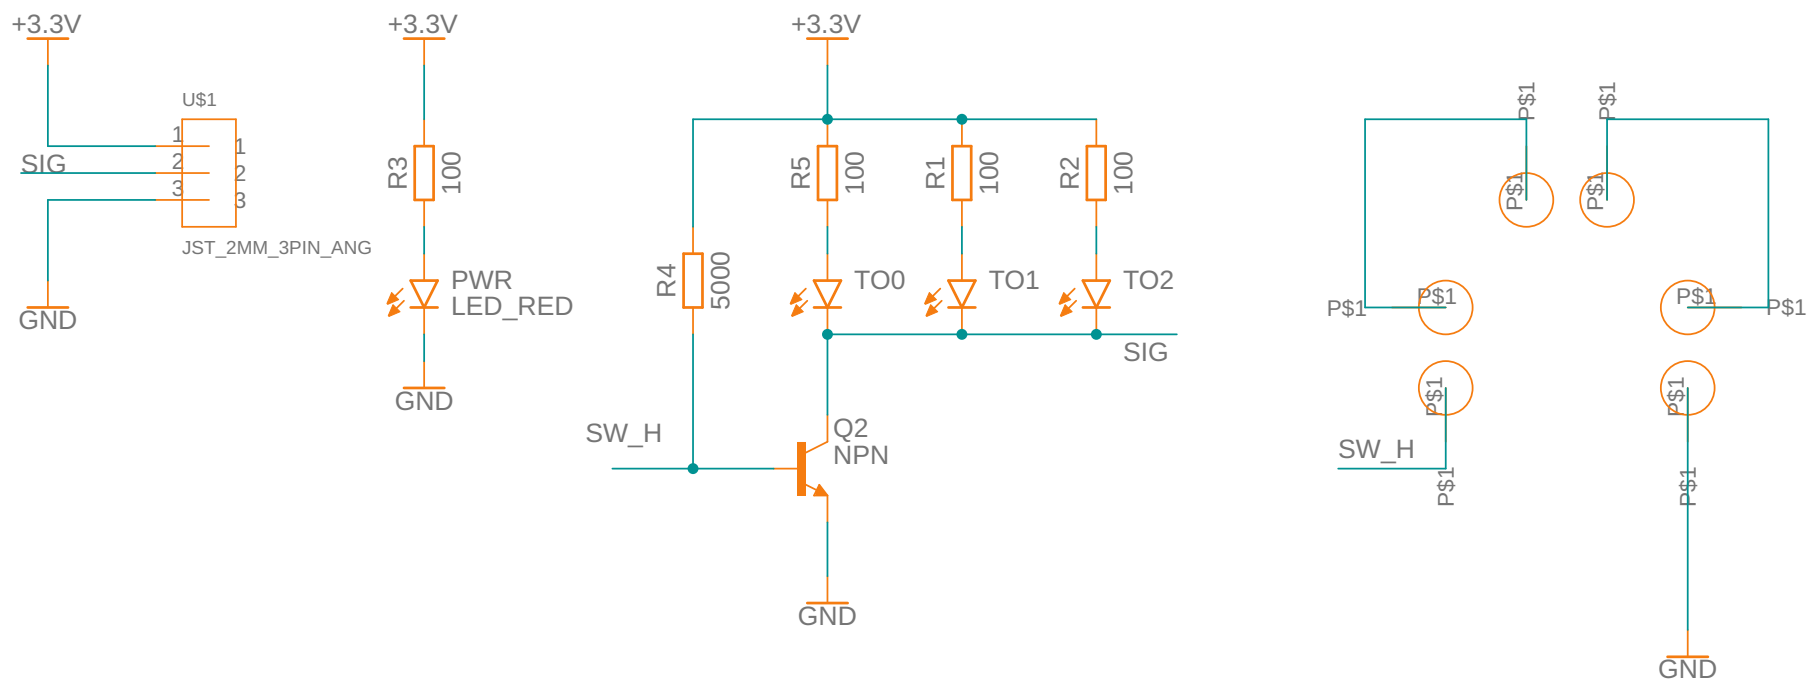 +3.3V
U$1
1
2
3
1
2
3
SIG
JST_2MM_3PIN_ANG
GND
+3.3V
R3
100
PWR
LED_RED
GND
+3.3V
R5
100
R1
100
R2
100
R4
5000
TO0
TO1
TO2
SIG
SW_H
Q2
NPN
GND
P$1
P$1
P$1
P$1
P$1
P$1
P$1
P$1
P$1
P$1
SW_H
P$1
P$1
GND